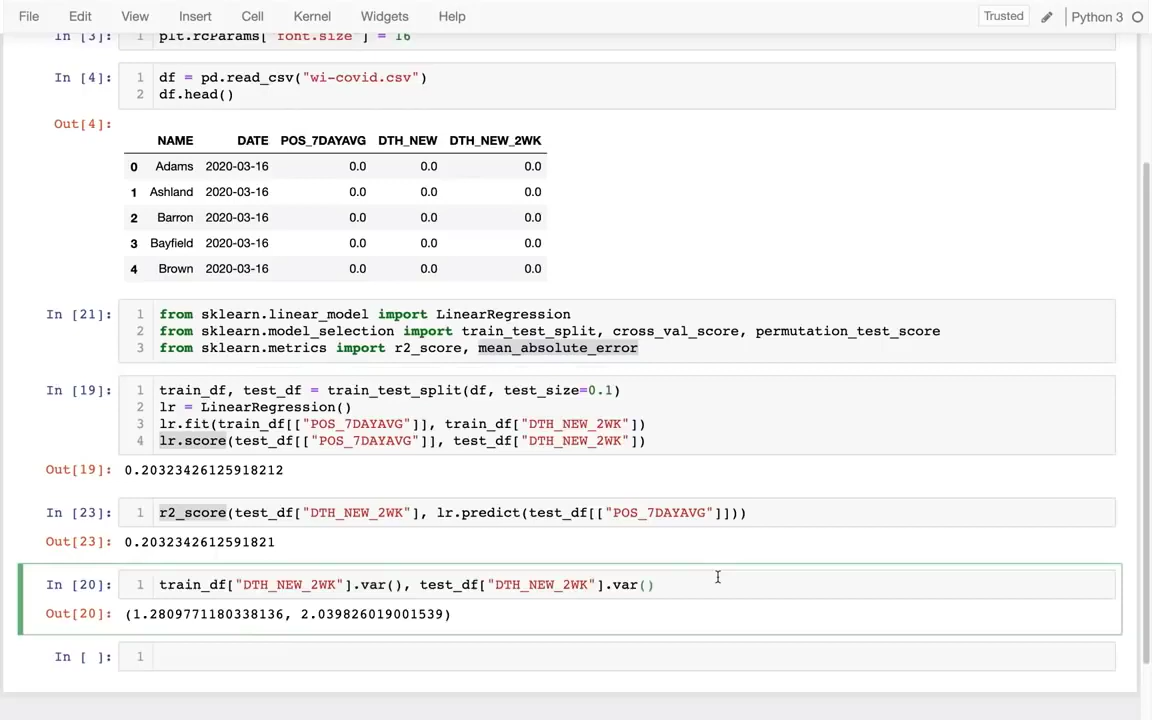 File Edit View Insert Cell Kernel Widgets Help Trusted Python 3
In [3]: 1 plt.rcParams["font.size"] = 16
In [4]: 1 df = pd.read_csv("wi-covid.csv")
2 df.head()
Out[4]:
NAME DATE POS_7DAYAVG DTH_NEW DTH_NEW_2WK
0 Adams 2020-03-16 0.0 0.0 0.0
1 Ashland 2020-03-16 0.0 0.0 0.0
2 Barron 2020-03-16 0.0 0.0 0.0
3 Bayfield 2020-03-16 0.0 0.0 0.0
4 Brown 2020-03-16 0.0 0.0 0.0
In [21]: 1 from sklearn.linear_model import LinearRegression
2 from sklearn.model_selection import train_test_split, cross_val_score, permutation_test_score
3 from sklearn.metrics import r2_score, mean_absolute_error
In [19]: 1 train_df, test_df = train_test_split(df, test_size=0.1)
2 lr = LinearRegression()
3 lr.fit(train_df[["POS_7DAYAVG"]], train_df["DTH_NEW_2WK"])
4 lr.score(test_df[["POS_7DAYAVG"]], test_df["DTH_NEW_2WK"])
Out[19]: 0.20323426125918212
In [23]: 1 r2_score(test_df["DTH_NEW_2WK"], lr.predict(test_df[["POS_7DAYAVG"]]))
Out[23]: 0.2032342612591821
In [20]: 1 train_df["DTH_NEW_2WK"].var(), test_df["DTH_NEW_2WK"].var()
Out[20]: (1.2809771180338136, 2.039826019001539)
In [ ]: 1